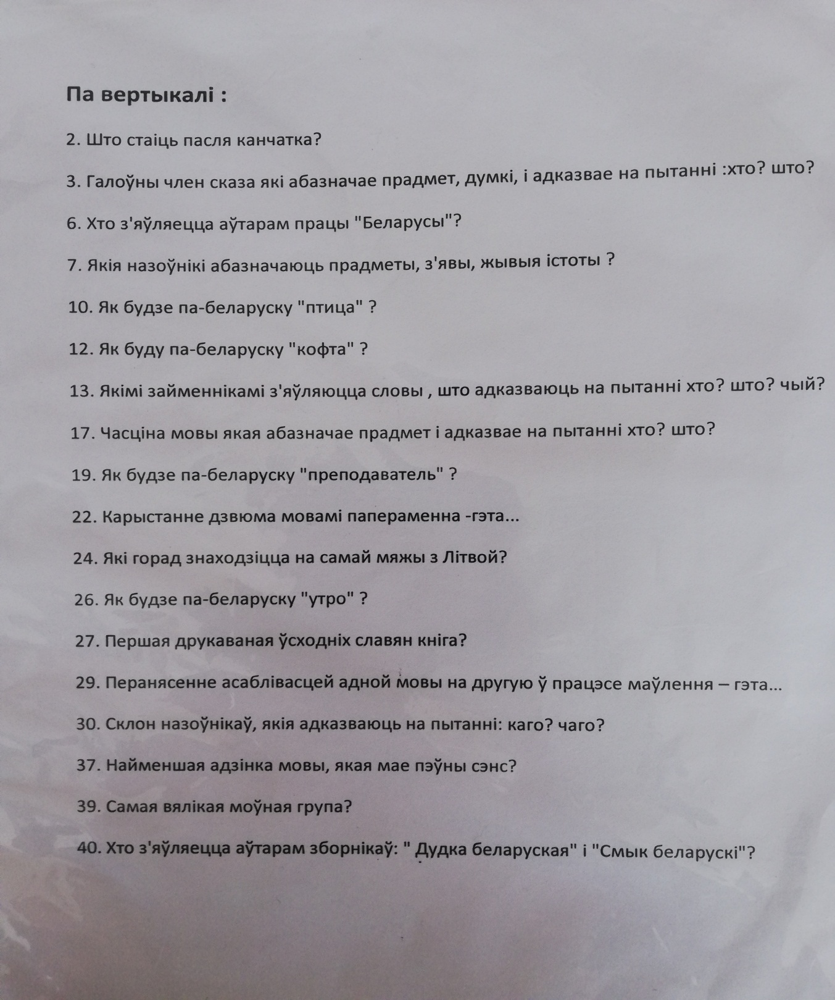 Па вертыкалі :
2. Што стаіць пасля канчатка?
3. Галоўны член сказа які абазначае прадмет, думкі, і адказвае на пытанні :хто? што?
6. Хто з'яўляецца аўтарам працы "Беларусы"?
7. Якія назоўнікі абазначаюць прадметы, з'явы, жывыя істоты ?
10. Як будзе па-беларуску "птица" ?
12. Як буду па-беларуску "кофта" ?
13. Якімі займеннікамі з'яўляюцца словы , што адказваюць на пытанні хто? што? чый?
17. Часціна мовы якая абазначае прадмет і адказвае на пытанні хто? што?
19. Як будзе па-беларуску "преподаватель" ?
22. Карыстанне дзвюма мовамі папераменна -гэта...
24. Які горад знаходзіцца на самай мяжы з Літвой?
26. Як будзе па-беларуску "утро" ?
27. Першая друкаваная ўсходніх славян кніга?
29. Перанясенне асаблівасцей адной мовы на другую ў працэсе маўлення – гэта...
30. Склон назоўнікаў, якія адказваюць на пытанні: каго? чаго?
37. Найменшая адзінка мовы, якая мае пэўны сэнс?
39. Самая вялікая моўная група?
40. Хто з'яўляецца аўтарам зборнікаў: " Дудка беларуская" і "Смык беларускі"?